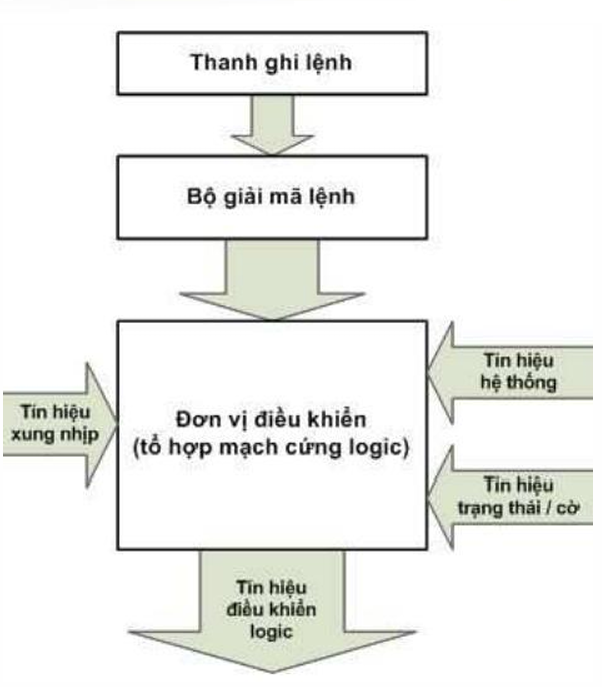 Thanh ghi lệnh
Bộ giải mã lệnh
Tín hiệu
hệ thống
Tín hiệu
xung nhịp
Đơn vị điều khiển
(tổ hợp mạch cứng logic)
Tín hiệu
trạng thái / cờ
Tín hiệu
điều khiển
logic